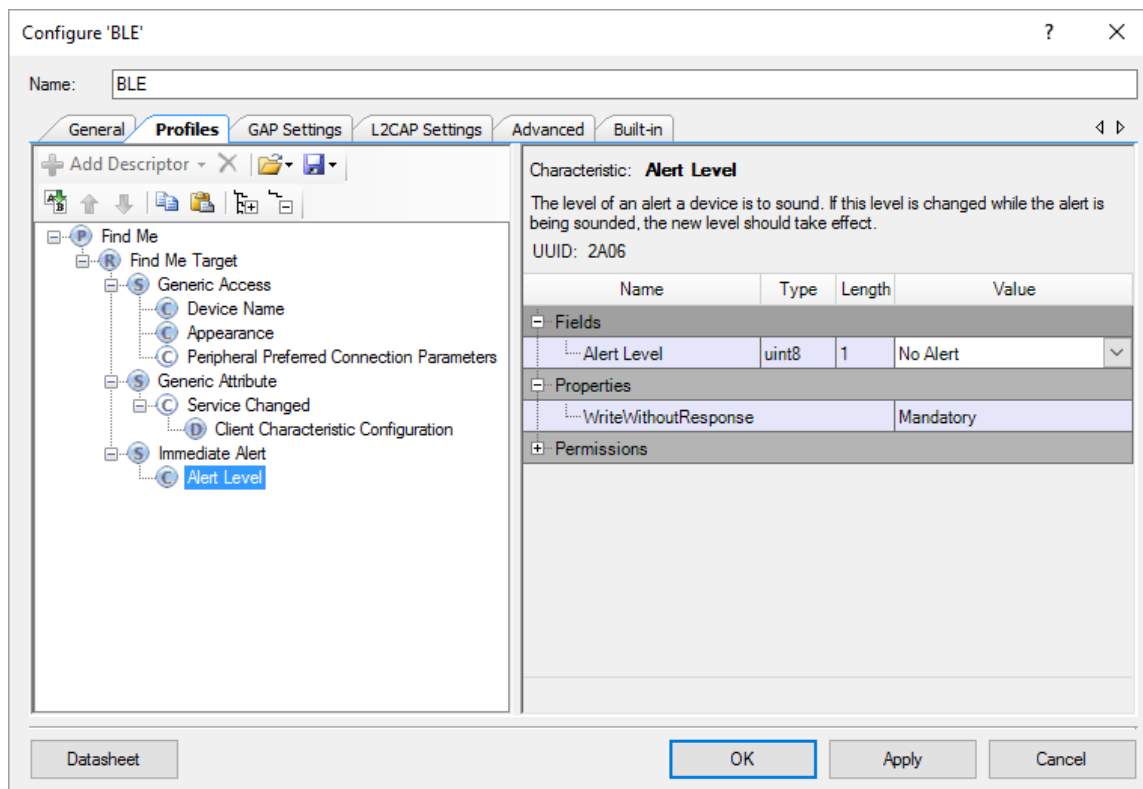 Configure 'BLE'
?
Name: BLE
General Profiles GAP Settings L2CAP Settings Advanced Built-in
Add Descriptor
Find Me
Find Me Target
Generic Access
Device Name
Appearance
Peripheral Preferred Connection Parameters
Generic Attribute
Service Changed
Client Characteristic Configuration
Immediate Alert
Alert Level
Characteristic: Alert Level
The level of an alert a device is to sound. If this level is changed while the alert is
being sounded, the new level should take effect.
UUID: 2A06
Name Type Length Value
Fields
Alert Level uint8 1 No Alert
Properties
WriteWithoutResponse Mandatory
Permissions
Datasheet OK Apply Cancel